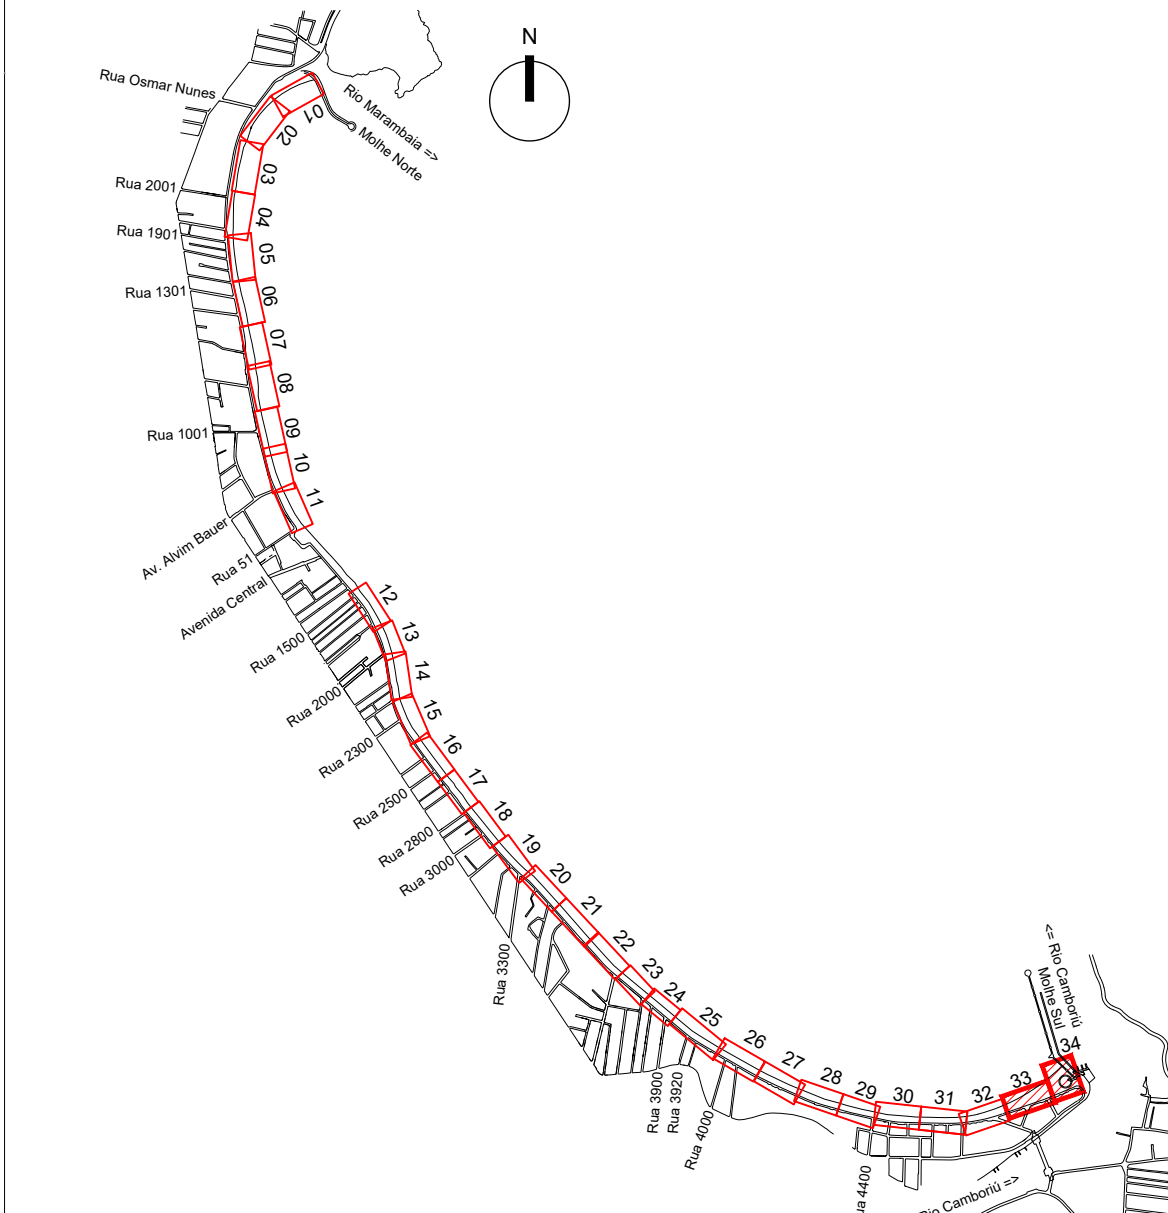 N
Rua Osmar Nunes
Rio Marambaia =>
Molhe Norte
01
02
03
Rua 2001
04
Rua 1901
05
06
Rua 1301
07
08
09
Rua 1001
10
11
Av. Alvim Bauer
Rua 51
Avenida Central
12
13
Rua 1500
14
Rua 2000
15
Rua 2300
16
17
Rua 2500
18
Rua 2800
19
Rua 3000
20
21
22
Rua 3300
23
24
25
26
27
28
29
30
31
32
33
34
<= Rio Camboriú
Molhe Sul
Rua 3900
Rua 3920
Rua 4000
4400
Camboriú =>